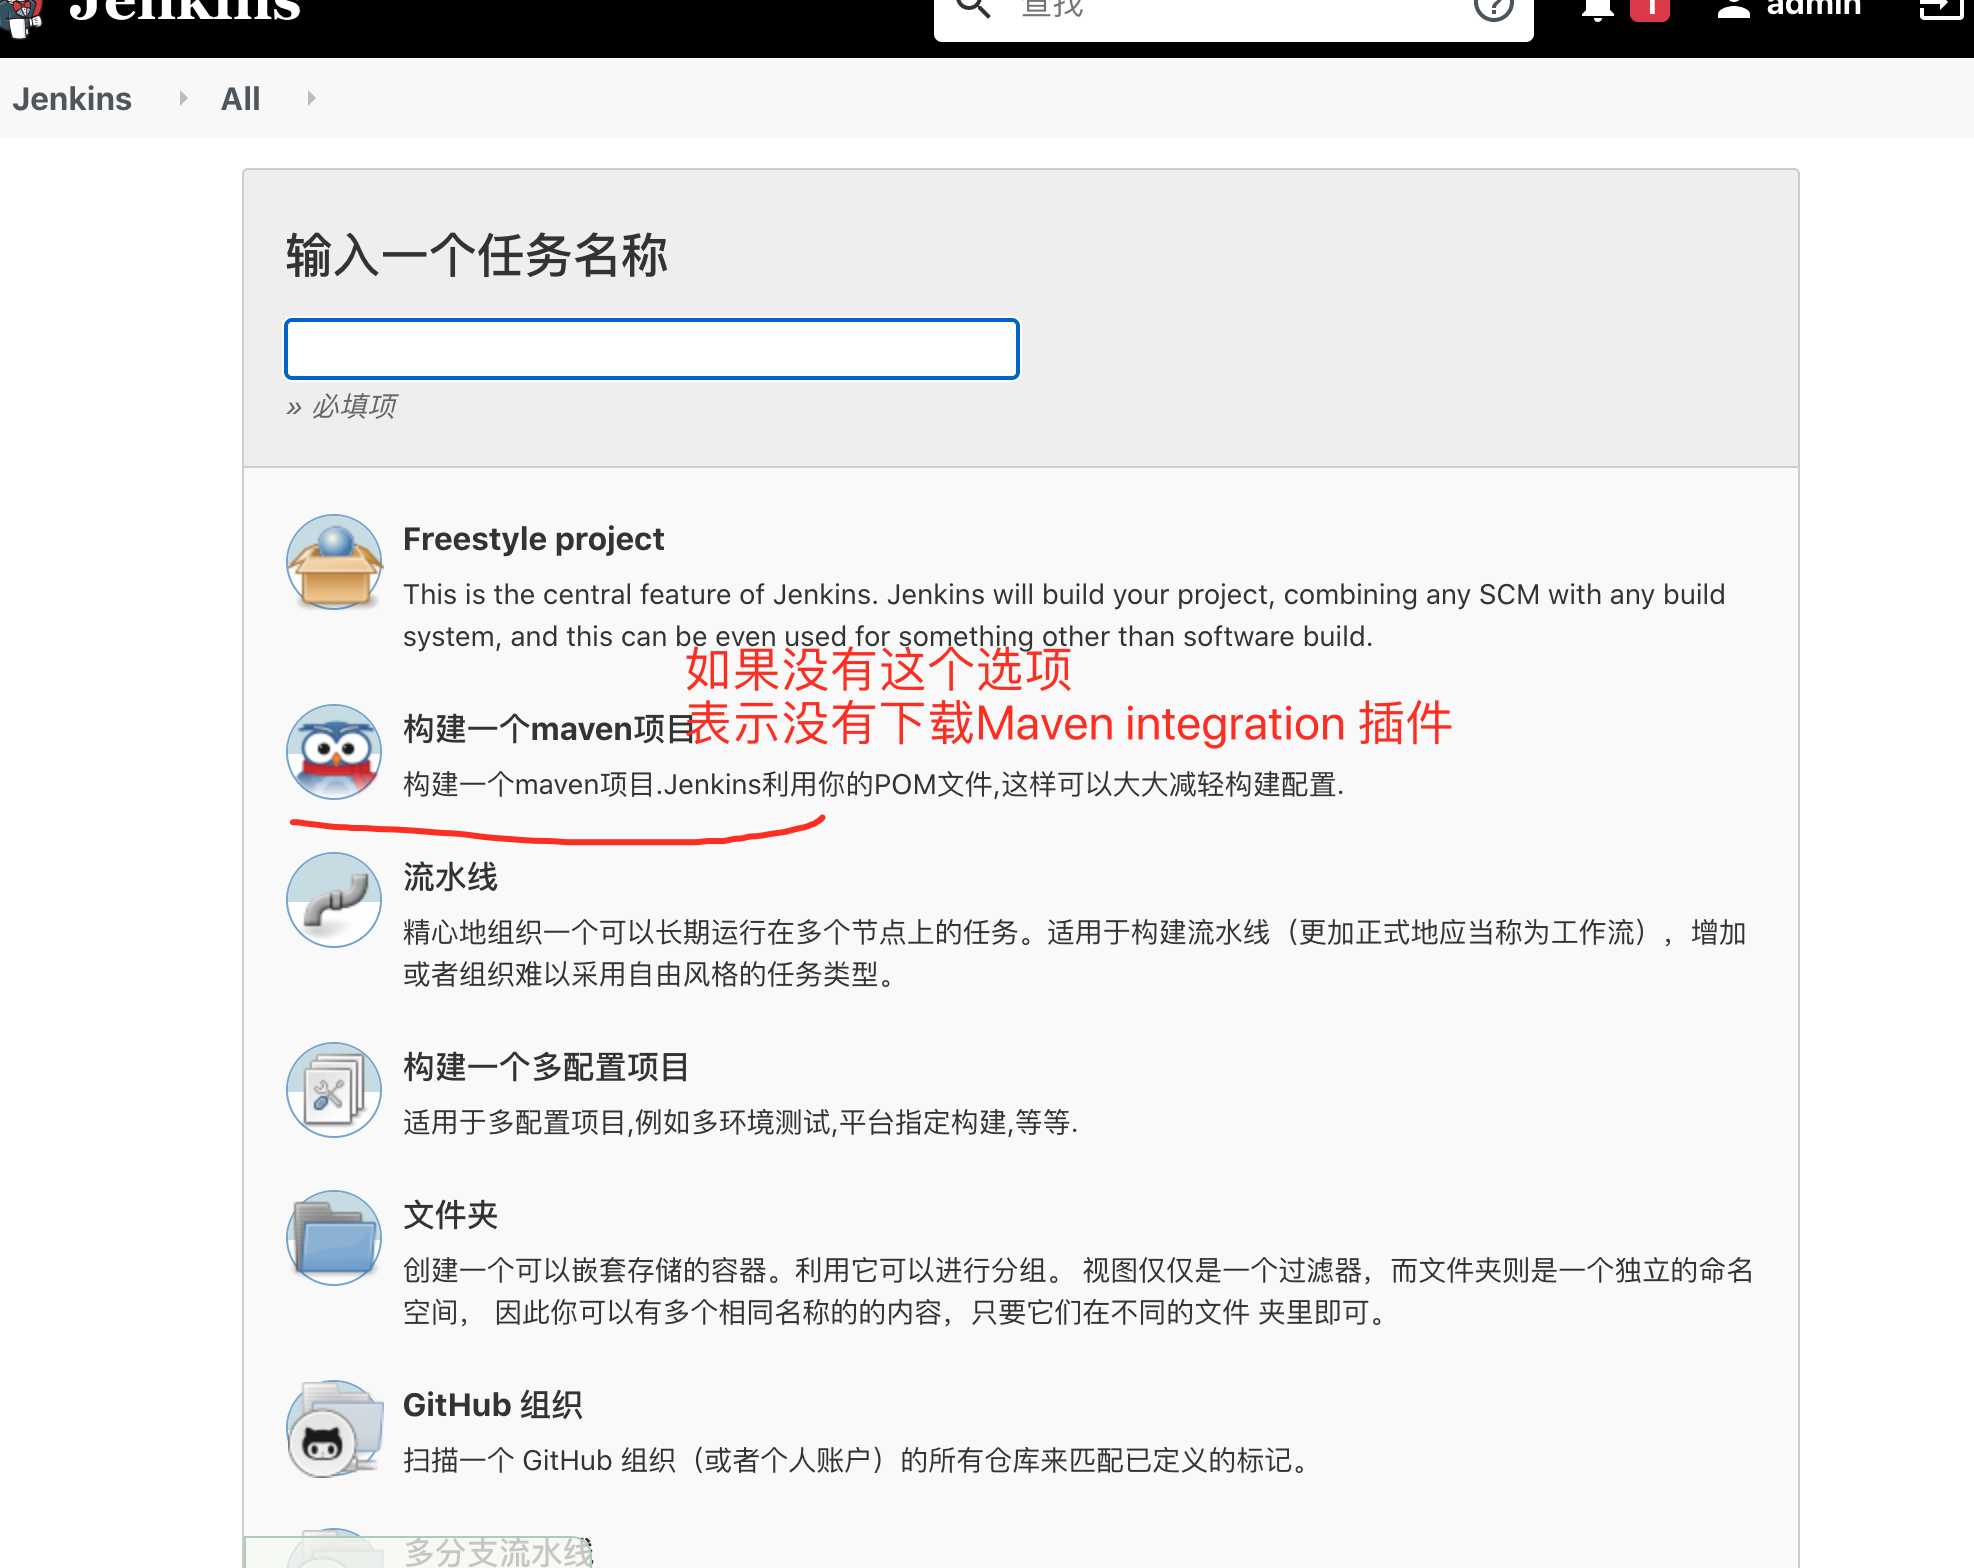 Jenkins
查找
1
admin
Jenkins
All
输入一个任务名称
» 必填项
Freestyle project
This is the central feature of Jenkins. Jenkins will build your project, combining any SCM with any build
system, and this can be even used for something other than software build.
如果没有这个选项
表示没有下载Maven integration 插件
构建一个maven项目
构建一个maven项目.Jenkins利用你的POM文件,这样可以大大减轻构建配置.
流水线
精心地组织一个可以长期运行在多个节点上的任务。适用于构建流水线（更加正式地应当称为工作流），增加
或者组织难以采用自由风格的任务类型。
构建一个多配置项目
适用于多配置项目,例如多环境测试,平台指定构建,等等.
文件夹
创建一个可以嵌套存储的容器。利用它可以进行分组。 视图仅仅是一个过滤器，而文件夹则是一个独立的命名
空间， 因此你可以有多个相同名称的的内容，只要它们在不同的文件 夹里即可。
GitHub 组织
扫描一个 GitHub 组织（或者个人账户）的所有仓库来匹配已定义的标记。
多分支流水线